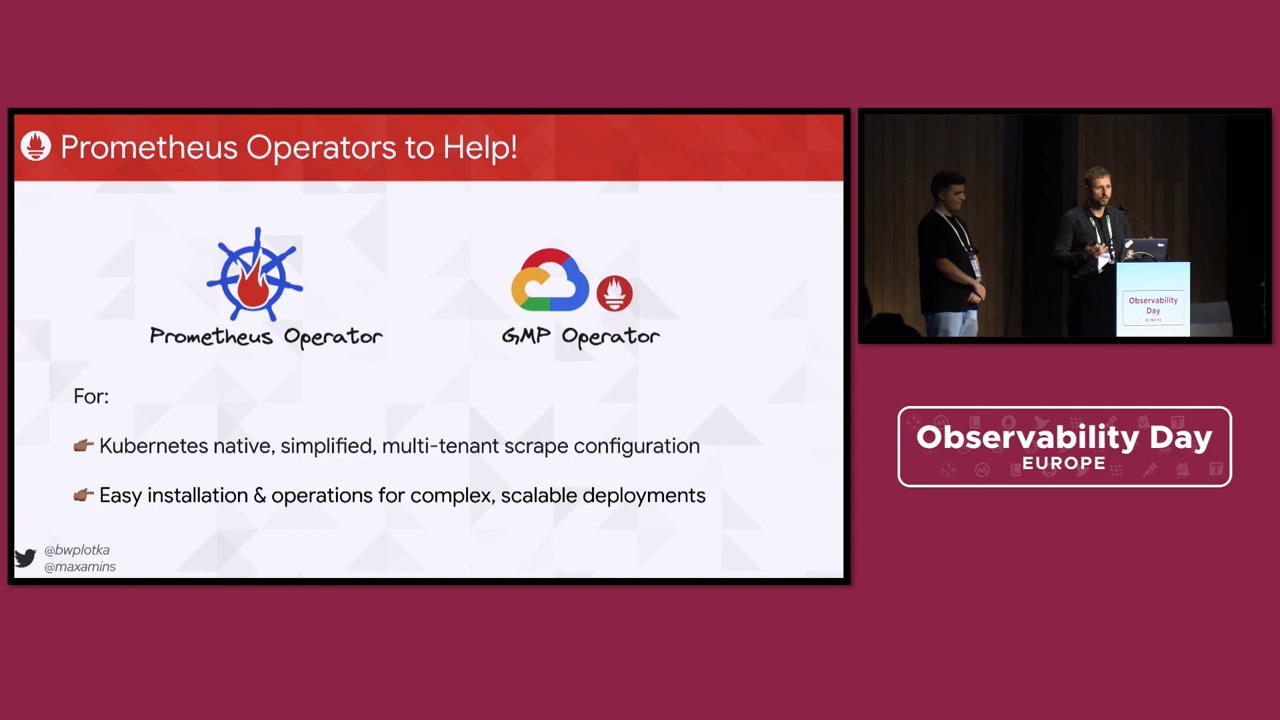 Prometheus Operators to Help!
Prometheus Operator
GMP Operator
For:
Kubernetes native, simplified, multi-tenant scrape configuration
Easy installation & operations for complex, scalable deployments
@bwplotka
@maxamins
Observability
Day
EUROPE
Observability Day
EUROPE